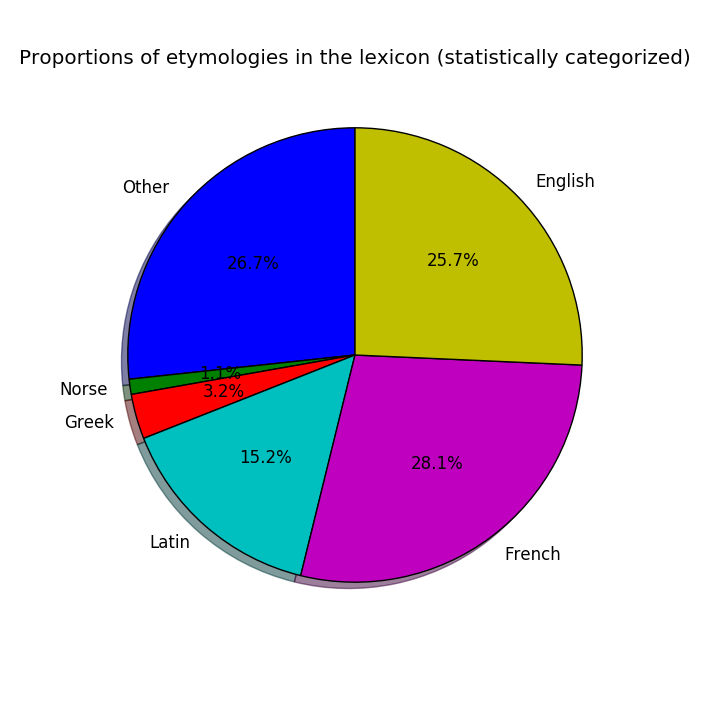 Proportions of etymologies in the lexicon (statistically categorized)
Other
English
26.7%
25.7%
1.1%
Norse
3.2%
Greek
15.2%
28.1%
Latin
French